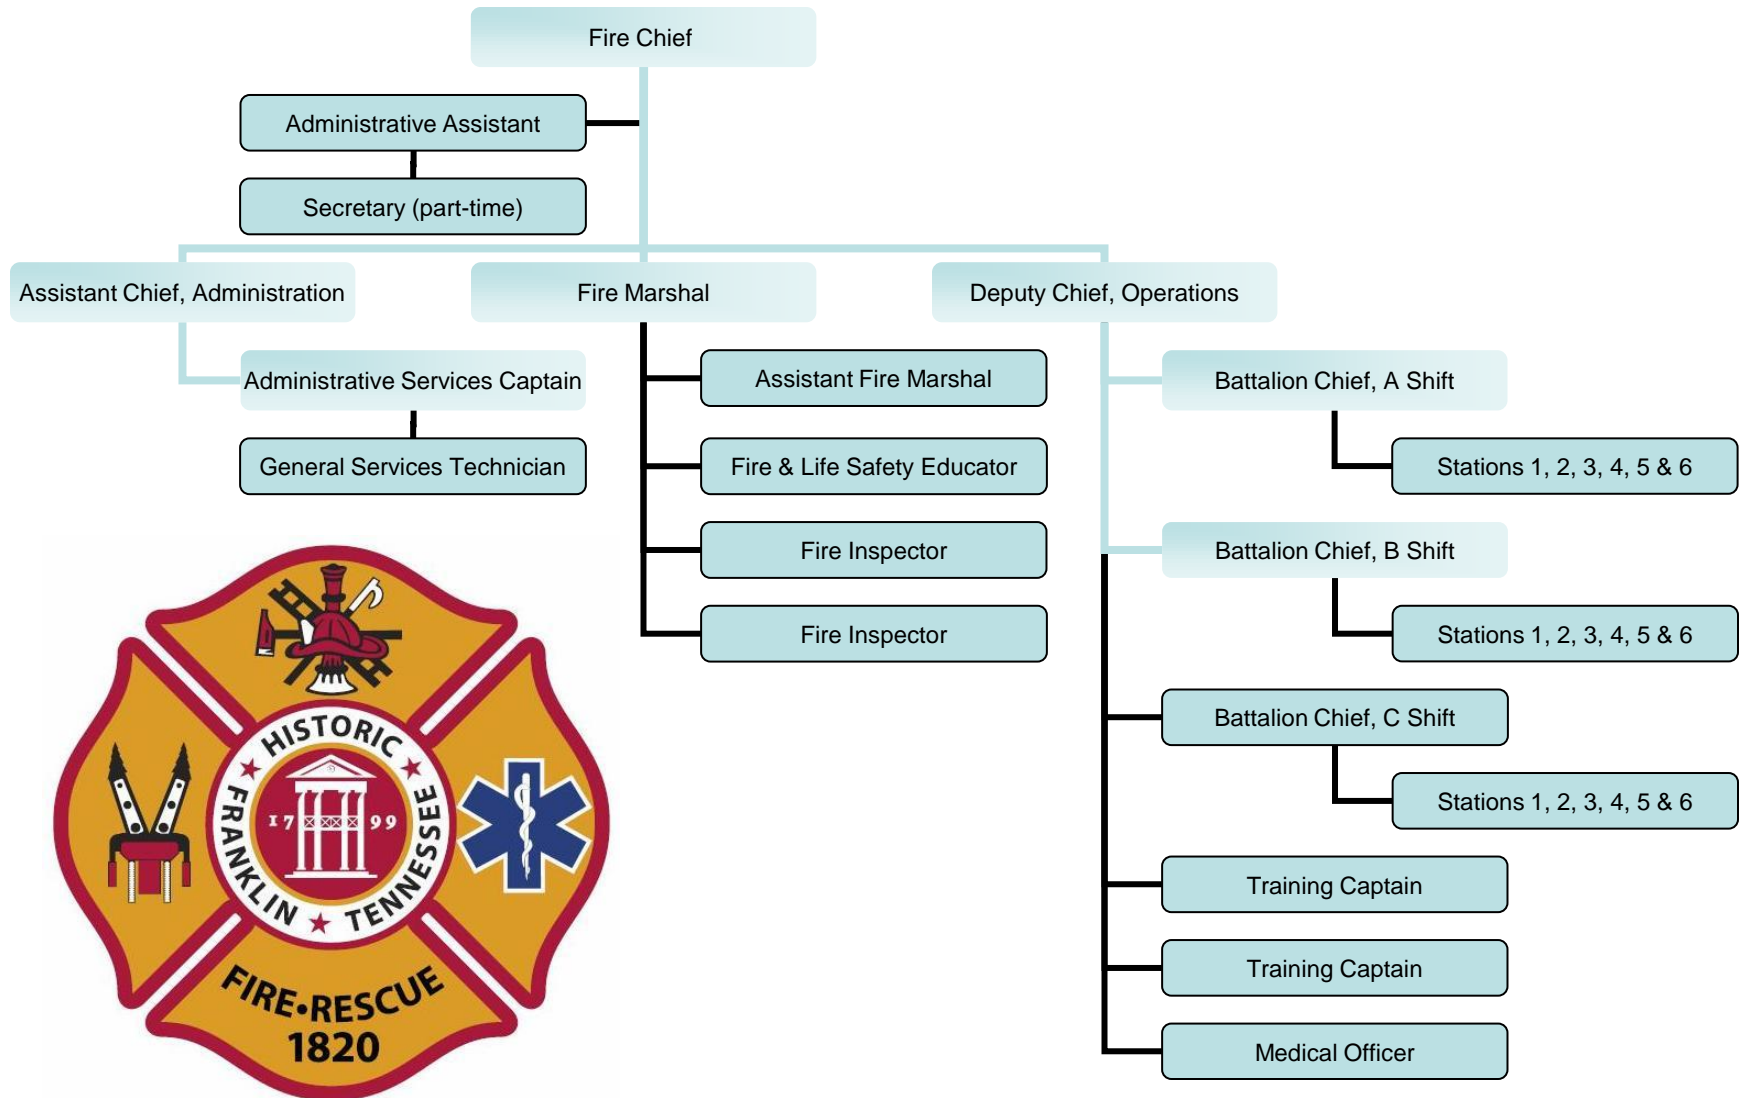 Fire Chief
Administrative Assistant
Secretary (part-time)
Assistant Chief, Administration
Fire Marshal
Deputy Chief, Operations
Administrative Services Captain
General Services Technician
Assistant Fire Marshal
Fire & Life Safety Educator
Fire Inspector
Fire Inspector
Battalion Chief, A Shift
Stations 1, 2, 3, 4, 5 & 6
Battalion Chief, B Shift
Stations 1, 2, 3, 4, 5 & 6
Battalion Chief, C Shift
Stations 1, 2, 3, 4, 5 & 6
Training Captain
Training Captain
Medical Officer
HISTORIC
FRANKLIN
TENNESSEE
17 99
FIRE•RESCUE
1820